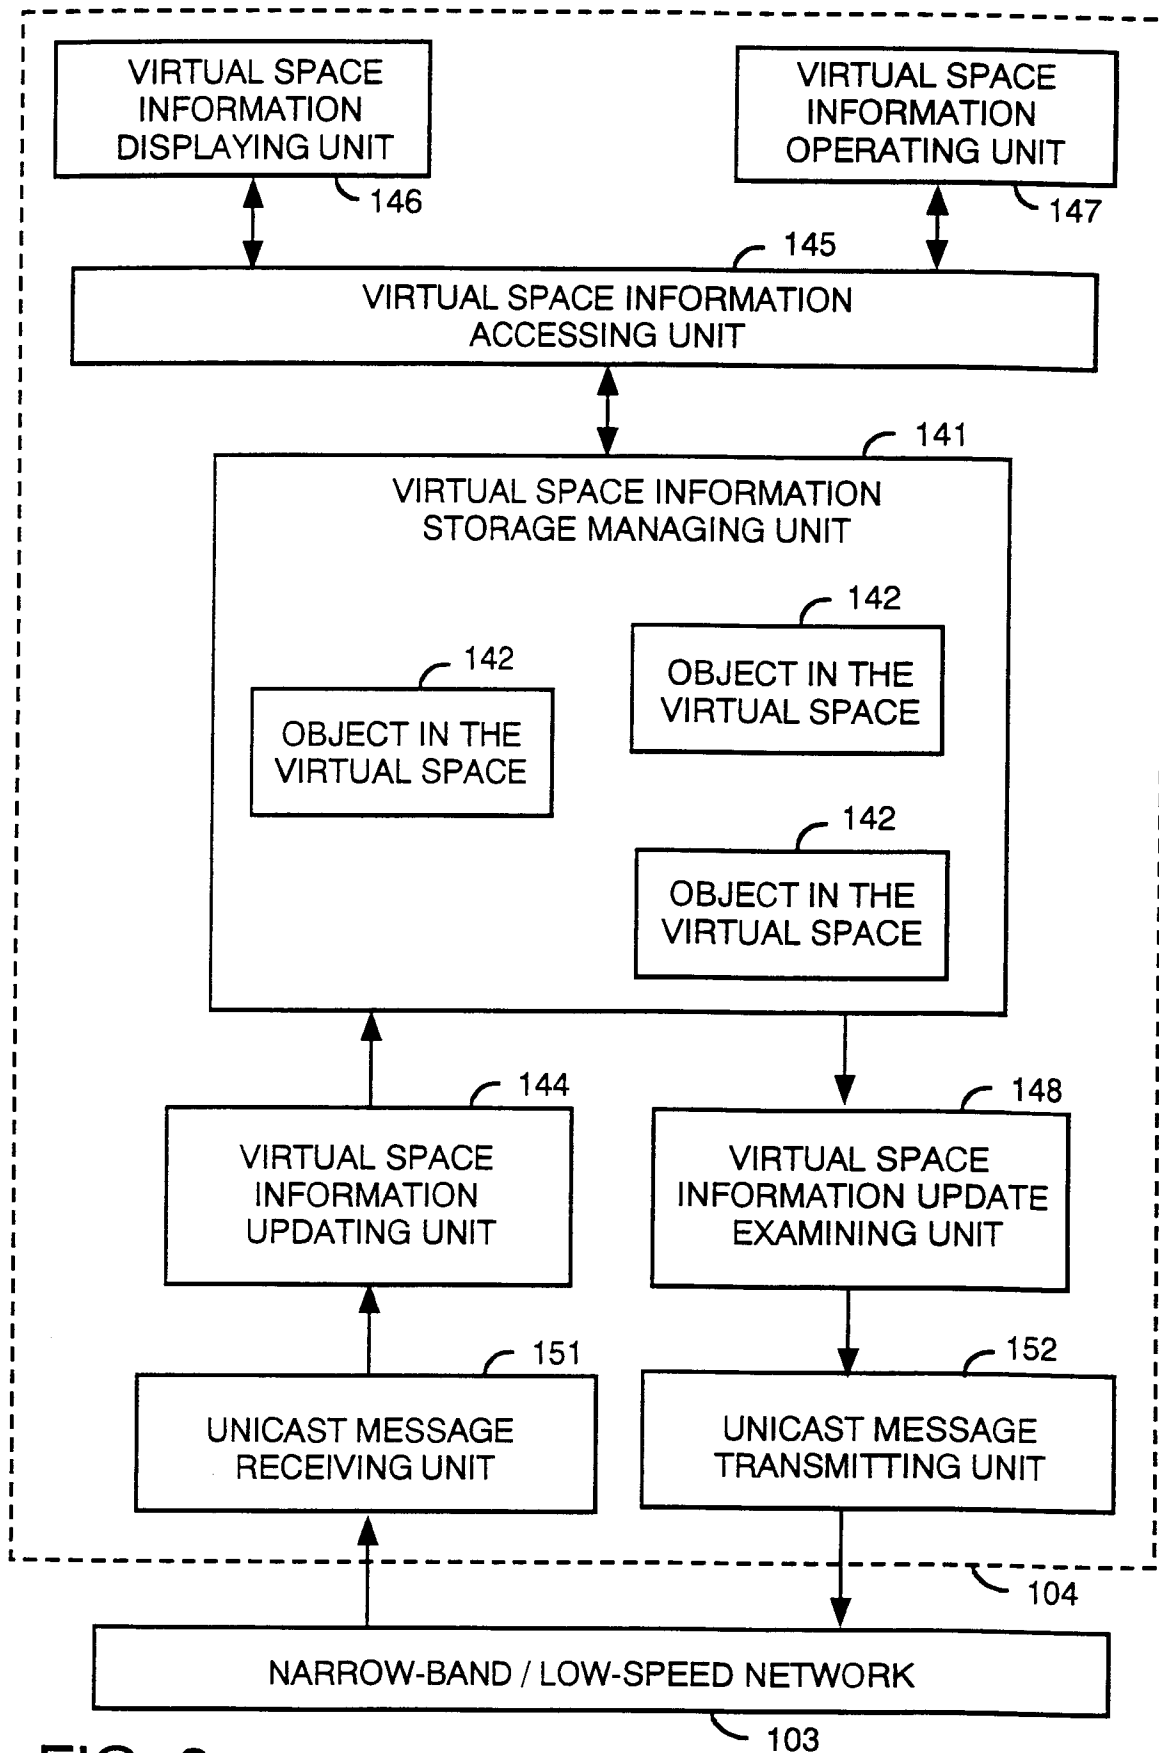 VIRTUAL SPACE
INFORMATION
DISPLAYING UNIT
146
VIRTUAL SPACE
INFORMATION
OPERATING UNIT
147
145
VIRTUAL SPACE INFORMATION
ACCESSING UNIT
141
VIRTUAL SPACE INFORMATION
STORAGE MANAGING UNIT
142
OBJECT IN THE
VIRTUAL SPACE
142
OBJECT IN THE
VIRTUAL SPACE
142
OBJECT IN THE
VIRTUAL SPACE
144
VIRTUAL SPACE
INFORMATION
UPDATING UNIT
148
VIRTUAL SPACE
INFORMATION UPDATE
EXAMINING UNIT
151
UNICAST MESSAGE
RECEIVING UNIT
152
UNICAST MESSAGE
TRANSMITTING UNIT
104
NARROW-BAND / LOW-SPEED NETWORK
103
FIG.